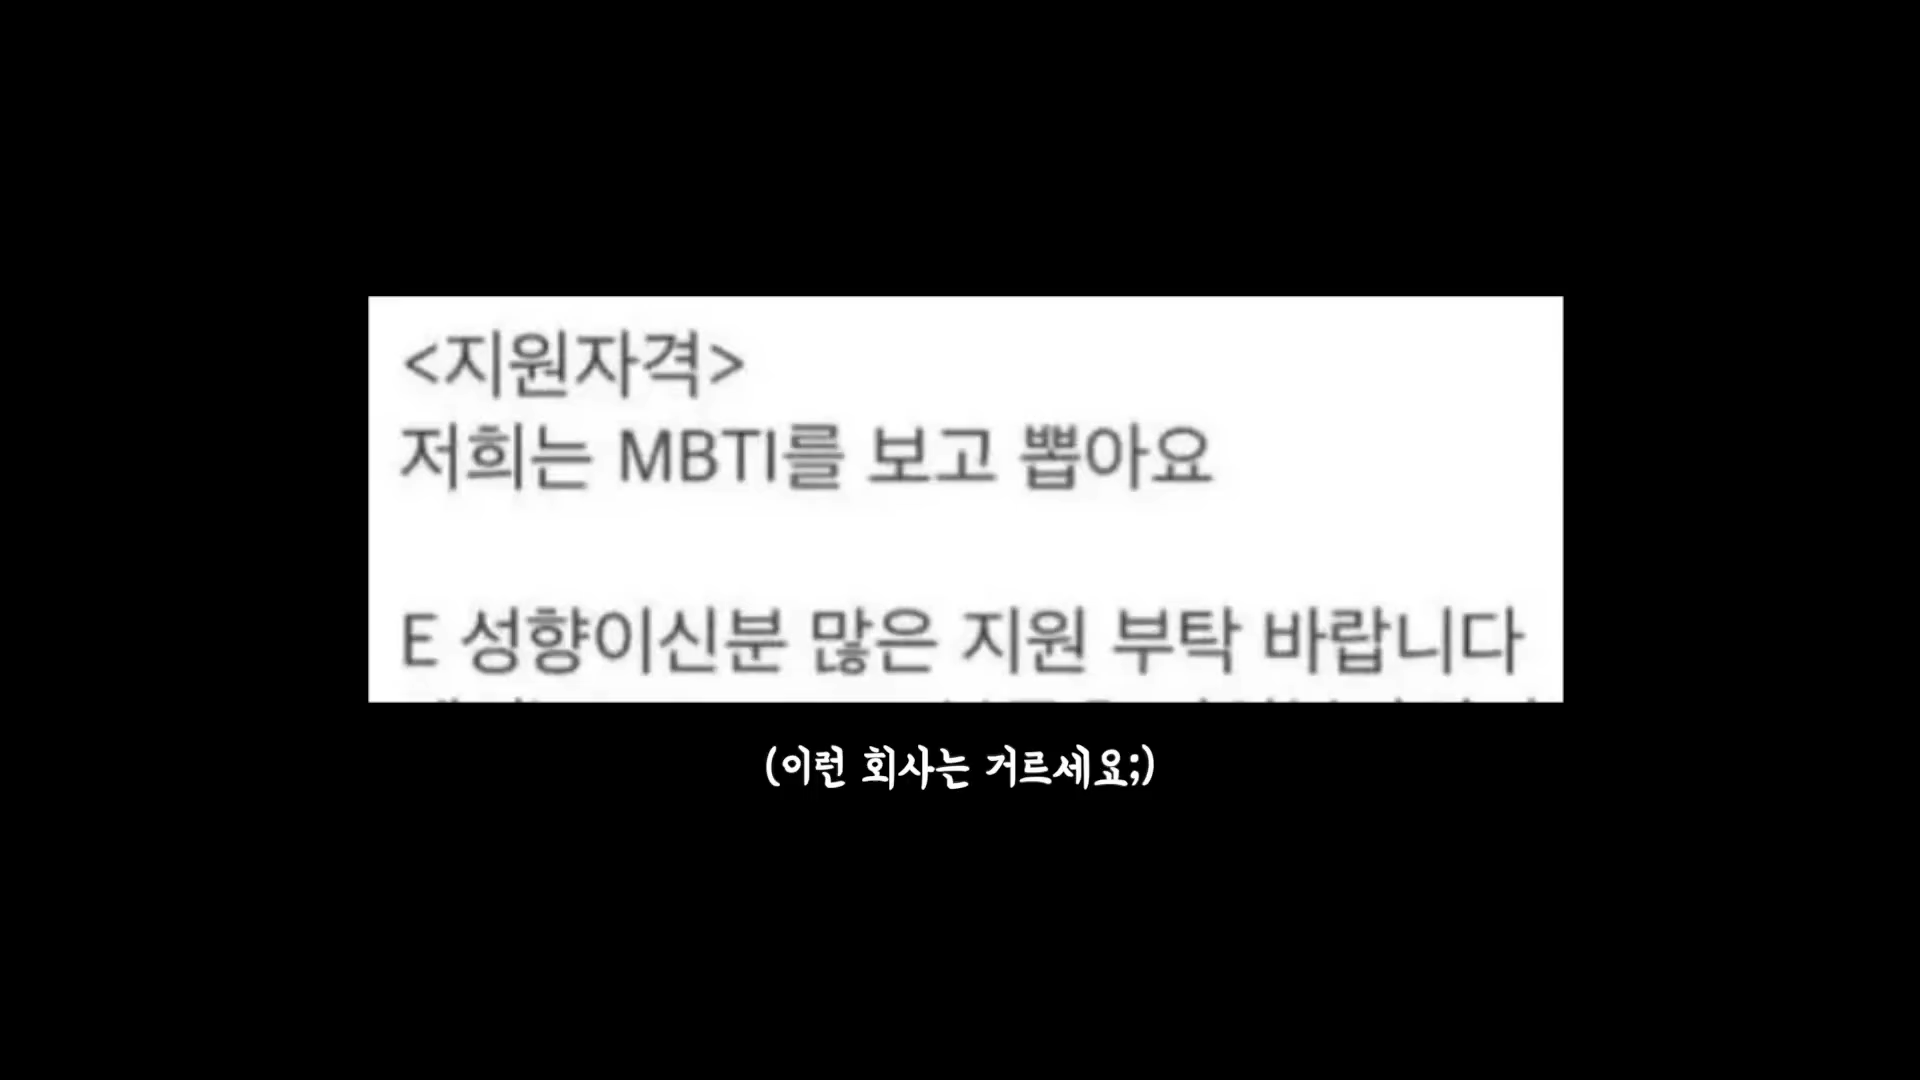 <지원자격>
저희는 MBTI를 보고 뽑아요
E 성향이신분 많은 지원 부탁 바랍니다
(이런 회사는 거르세요;)